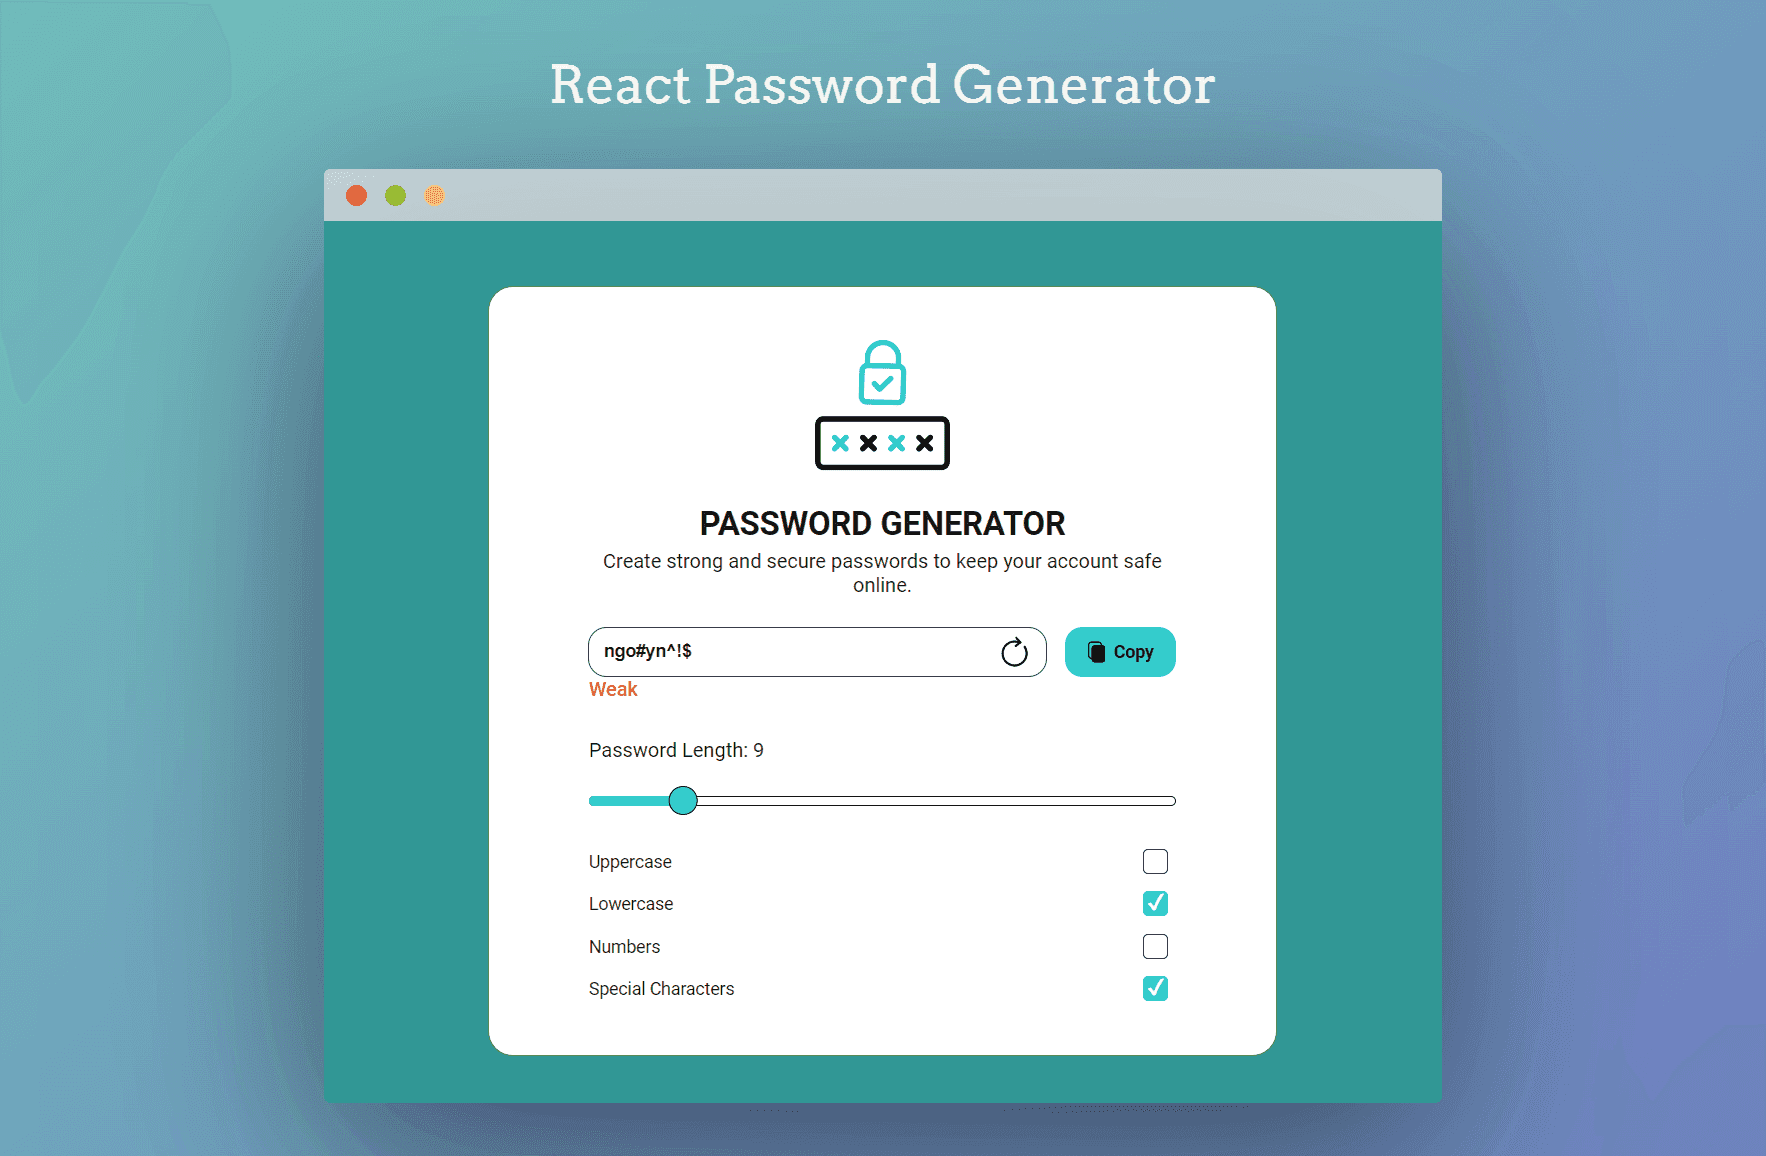 React Password Generator
PASSWORD GENERATOR
Create strong and secure passwords to keep your account safe
online.
ngo#yn^!$
Copy
Weak
Password Length: 9
Uppercase
Lowercase
Numbers
Special Characters